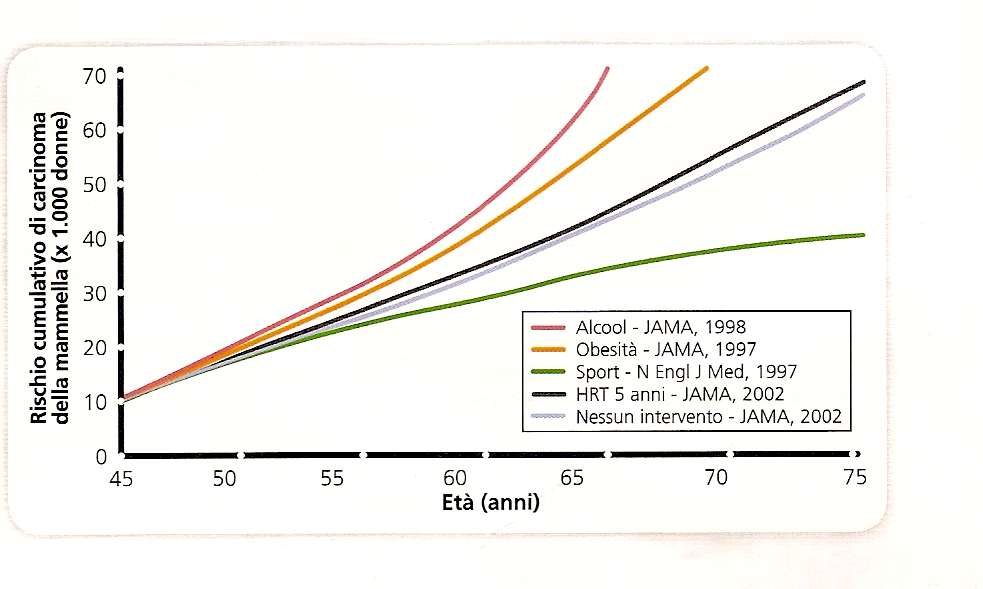 Rischio cumulativo di carcinoma
della mammella (x 1.000 donne)
70
60
50
40
30
20
10
0
45 50 55 60 65 70 75
Età (anni)
Alcool - JAMA, 1998
Obesità - JAMA, 1997
Sport - N Engl J Med, 1997
HRT 5 anni - JAMA, 2002
Nessun intervento - JAMA, 2002